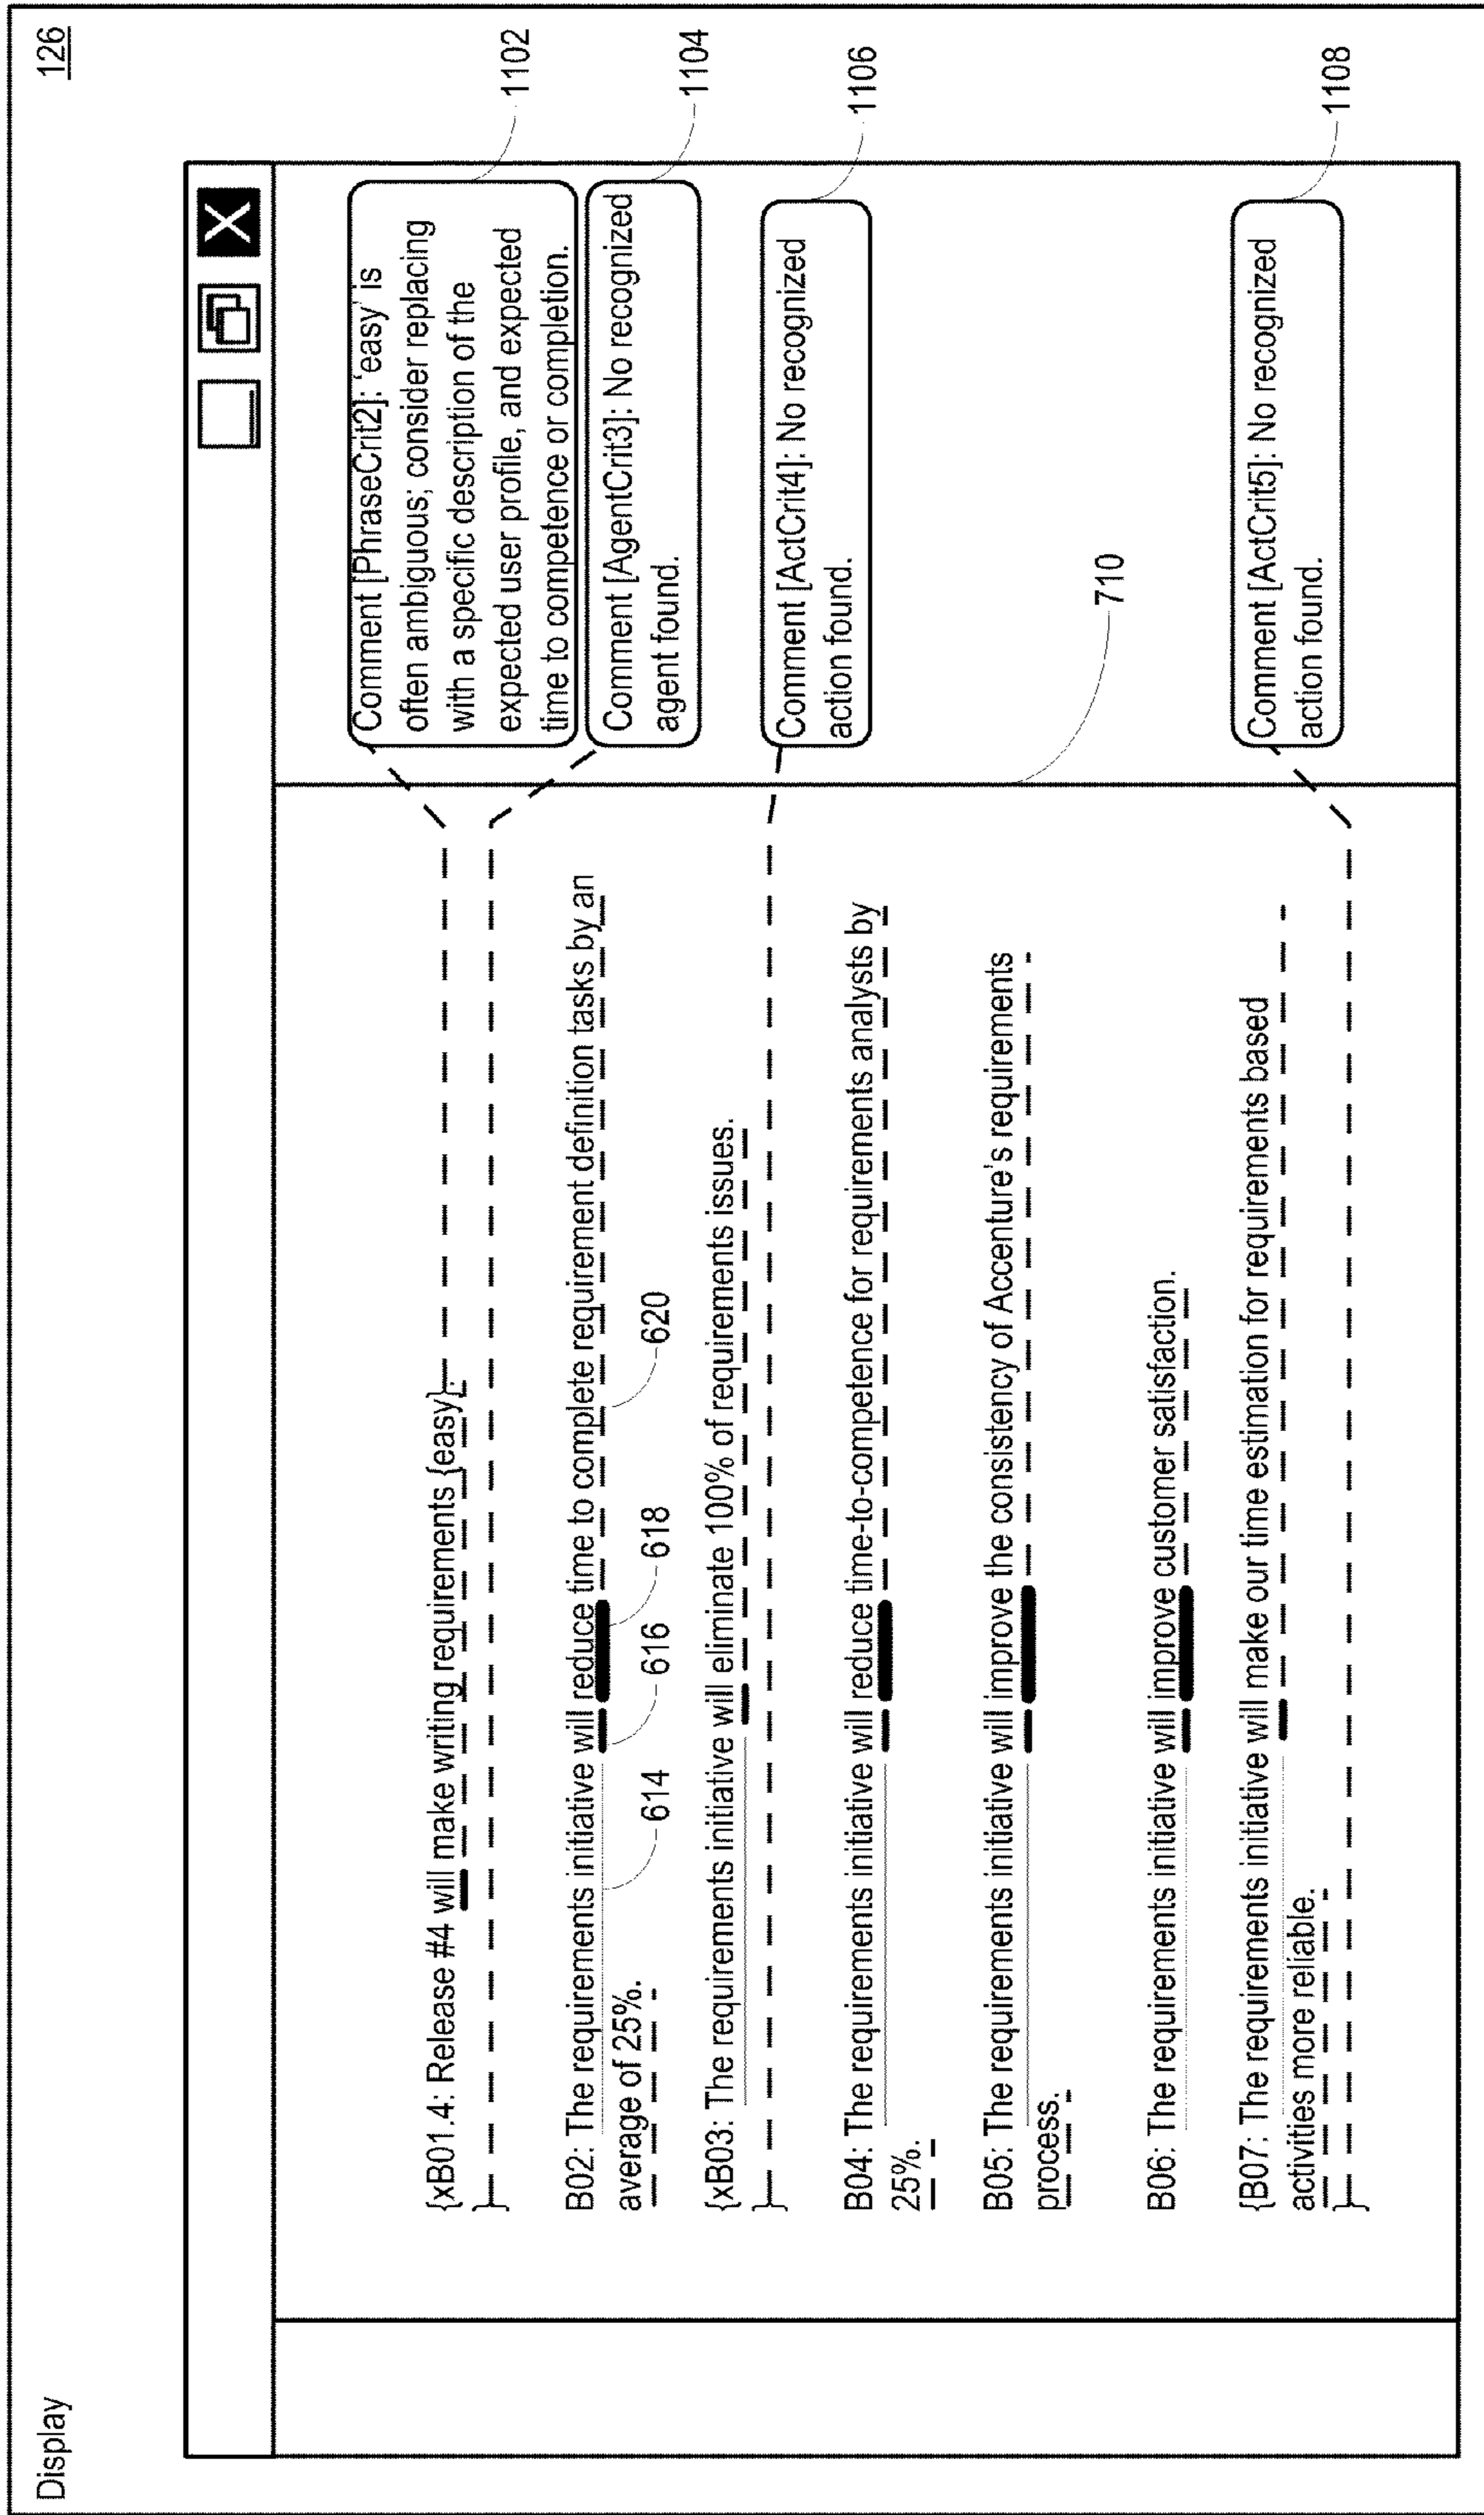 Display
126
Comment [PhraseCrit2]: ‘easy’ is
often ambiguous; consider replacing
with a specific description of the
expected user profile, and expected
time to competence or completion.
1102
Comment [AgentCrit3]: No recognized
agent found.
1104
Comment [ActCrit4]: No recognized
action found.
1106
Comment [ActCrit5]: No recognized
action found.
1108
710
{xB01.4: Release #4 will make writing requirements {easy}.
}
B02: The requirements initiative will reduce time to complete requirement definition tasks by an
average of 25%.
614
616
618
620
{xB03: The requirements initiative will eliminate 100% of requirements issues.
}
B04: The requirements initiative will reduce time-to-competence for requirements analysts by
25%.
B05: The requirements initiative will improve the consistency of Accenture’s requirements
process.
B06: The requirements initiative will improve customer satisfaction.
{B07: The requirements initiative will make our time estimation for requirements based
activities more reliable.
}